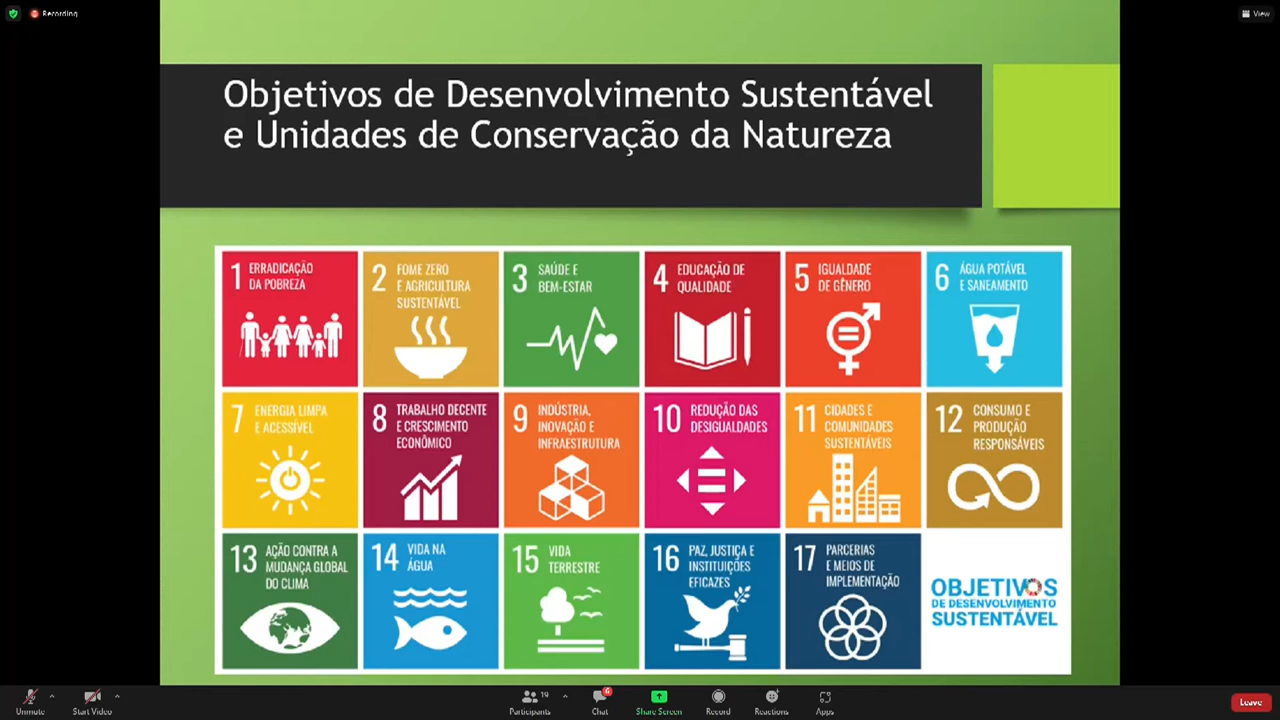 Recording
View
Objetivos de Desenvolvimento Sustentável
e Unidades de Conservação da Natureza
1 ERRADICAÇÃO
DA POBREZA
2 FOME ZERO
E AGRICULTURA
SUSTENTÁVEL
3 SAÚDE E
BEM-ESTAR
4 EDUCAÇÃO DE
QUALIDADE
5 IGUALDADE
DE GÊNERO
6 ÁGUA POTÁVEL
E SANEAMENTO
7 ENERGIA LIMPA
E ACESSÍVEL
8 TRABALHO DECENTE
E CRESCIMENTO
ECONÔMICO
9 INDÚSTRIA,
INOVAÇÃO E
INFRAESTRUTURA
10 REDUÇÃO DAS
DESIGUALDADES
11 CIDADES E
COMUNIDADES
SUSTENTÁVEIS
12 CONSUMO E
PRODUÇÃO
RESPONSÁVEIS
13 AÇÃO CONTRA A
MUDANÇA GLOBAL
DO CLIMA
14 VIDA NA
ÁGUA
15 VIDA
TERRESTRE
16 PAZ, JUSTIÇA E
INSTITUIÇÕES
EFICAZES
17 PARCERIAS
E MEIOS DE
IMPLEMENTAÇÃO
OBJETIVOS
DE DESENVOLVIMENTO
SUSTENTÁVEL
Unmute
Start Video
Participants 19
Chat 6
Share Screen
Record
Reactions
Apps
Leave